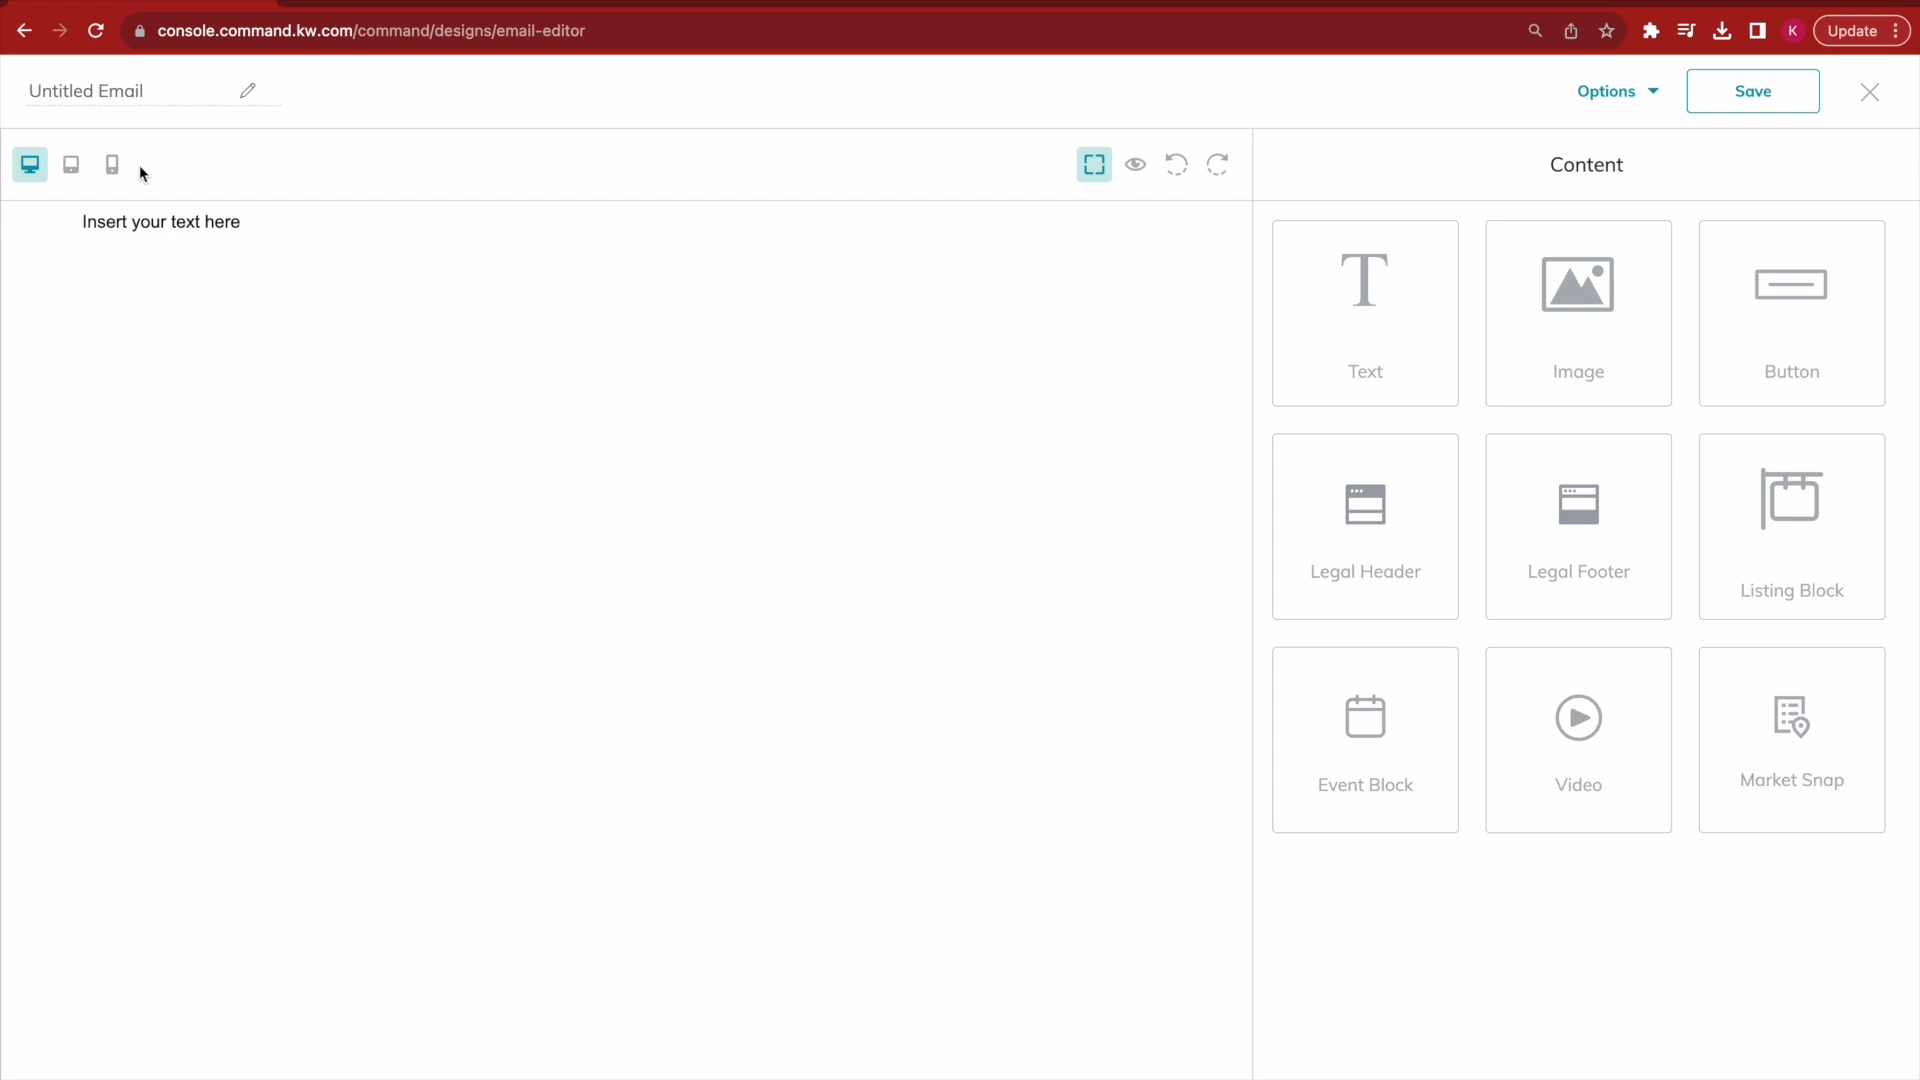 console.command.kw.com/command/designs/email-editor
K
Update
Untitled Email
Options
Save
Content
Insert your text here
T
Text
Image
Button
Legal Header
Legal Footer
Listing Block
Event Block
Video
Market Snap